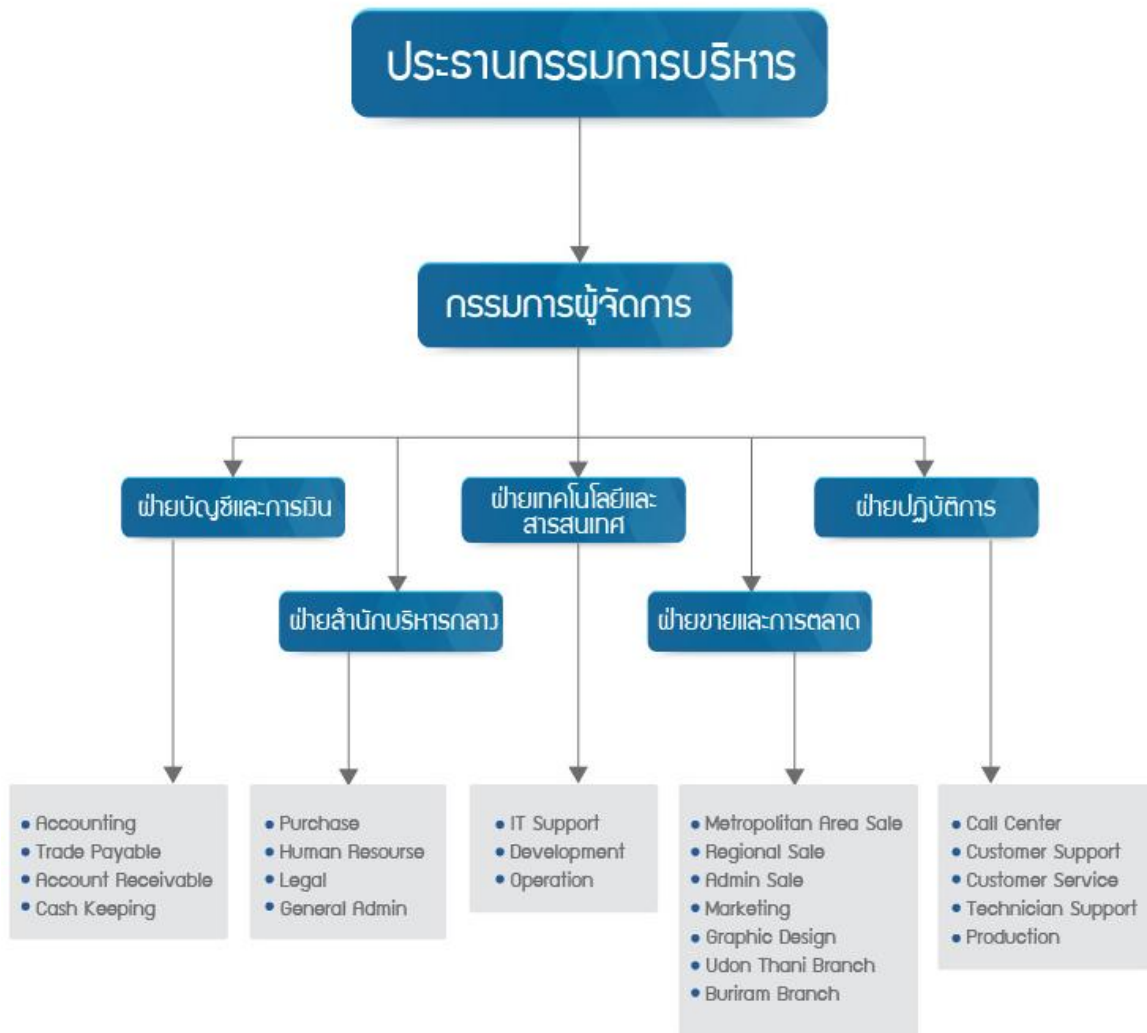 ประธานกรรมการบริหาร
กรรมการผู้จัดการ
ฝ่ายบัญชีและการเงิน
ฝ่ายเทคโนโลยีและ
สารสนเทศ
ฝ่ายปฏิบัติการ
ฝ่ายสำนักบริหารกลาง
ฝ่ายขายและการตลาด
• Accounting
• Trade Payable
• Account Receivable
• Cash Keeping
• Purchase
• Human Resourse
• Legal
• General Admin
• IT Support
• Development
• Operation
• Metropolitan Area Sale
• Regional Sale
• Admin Sale
• Marketing
• Graphic Design
• Udon Thani Branch
• Buriram Branch
• Call Center
• Customer Support
• Customer Service
• Technician Support
• Production